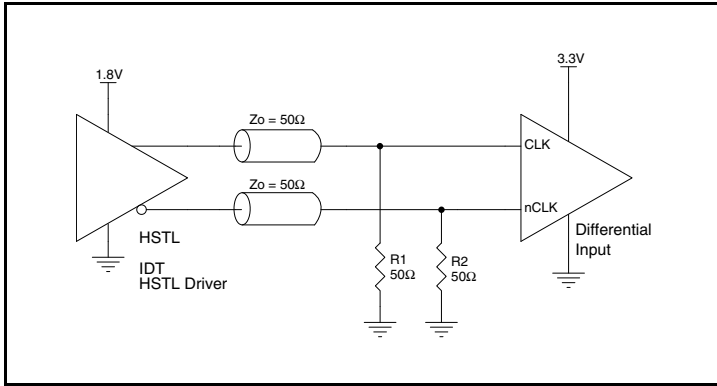 1.8V
3.3V
Zo = 50Ω
CLK
Zo = 50Ω
nCLK
HSTL
IDT
HSTL Driver
Differential
Input
R1
50Ω
R2
50Ω